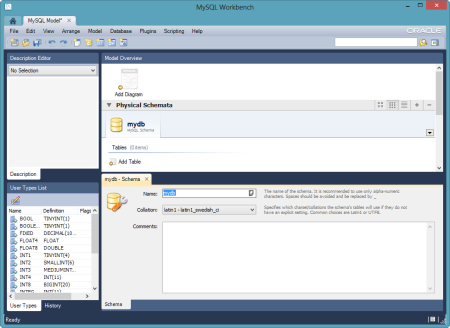 MySQL Workbench
MySQL Model*
File Edit View Arrange Model Database Plugins Scripting Help
ORACLE
Description Editor
No Selection
Description
User Types List
Name Definition Flags
BOOL TINYINT(1)
BOOLE... TINYINT(1)
FIXED DECIMAL(10...
FLOAT4 FLOAT
FLOAT8 DOUBLE
INT1 TINYINT(4)
INT2 SMALLINT(6)
INT3 MEDIUMINT...
INT4 INT(11)
INT8 BIGINT(20)
INTEG INT(11)
User Types History
Model Overview
Add Diagram
Physical Schemata
mydb
MySQL Schema
Tables (0 items)
Add Table
mydb - Schema
Name: mydb
The name of the schema. It is recommended to use only alpha-numeric
characters. Spaces should be avoided and be replaced by _
Collation: latin1 - latin1_swedish_ci
Specifies which charset/collations the schema's tables will use if they do not
have an explicit setting. Common choices are Latin1 or UTF8.
Comments:
Schema
Ready